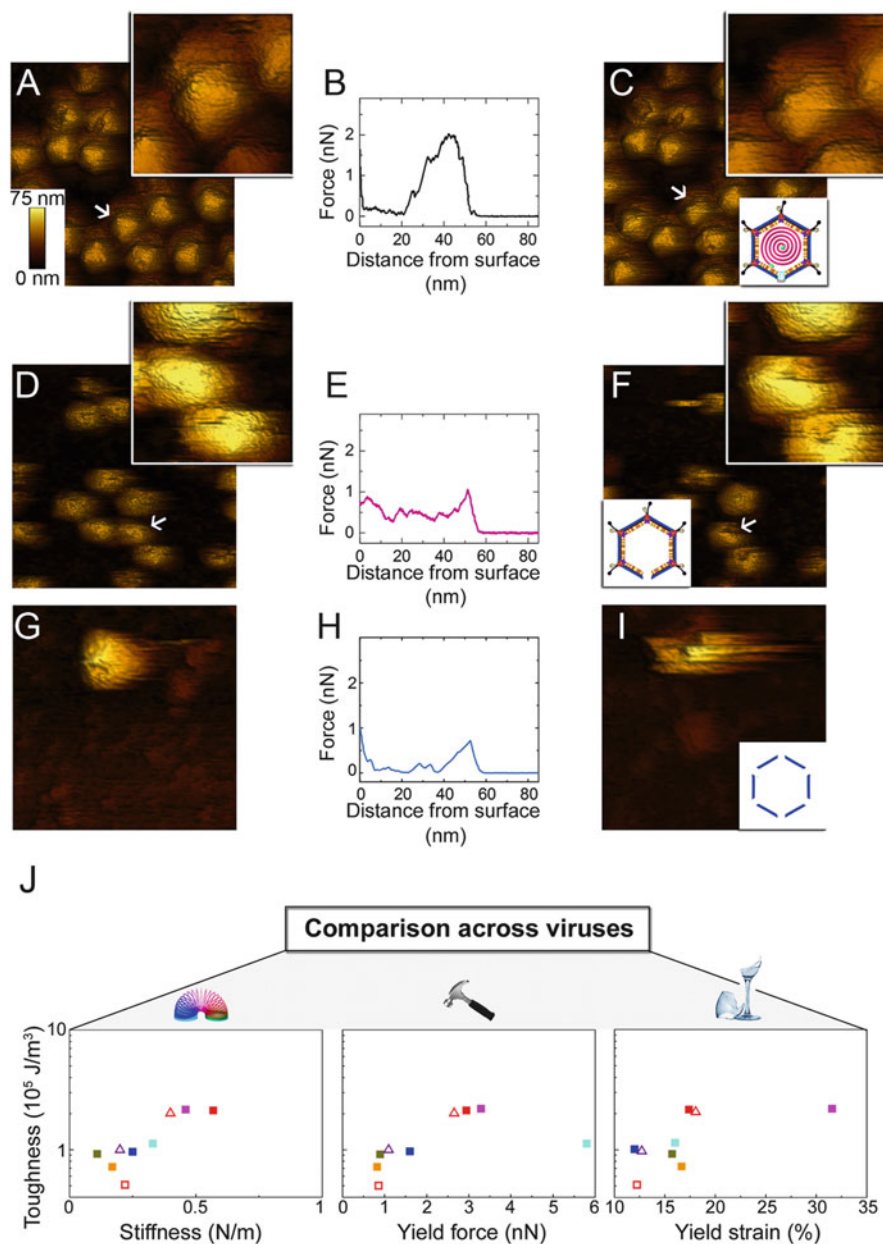 A
75 nm
0 nm
B
Force (nN)
2
1
0
0 20 40 60 80
Distance from surface
(nm)
C
D
E
Force (nN)
2
1
0
0 20 40 60 80
Distance from surface
(nm)
F
G
H
Force (nN)
2
1
0
0 20 40 60 80
Distance from surface
(nm)
I
J
Comparison across viruses
Toughness (10⁵ J/m³)
10
1
0 0.5 1
Stiffness (N/m)
0 1 2 3 4 5 6
Yield force (nN)
10 15 20 25 30 35
Yield strain (%)